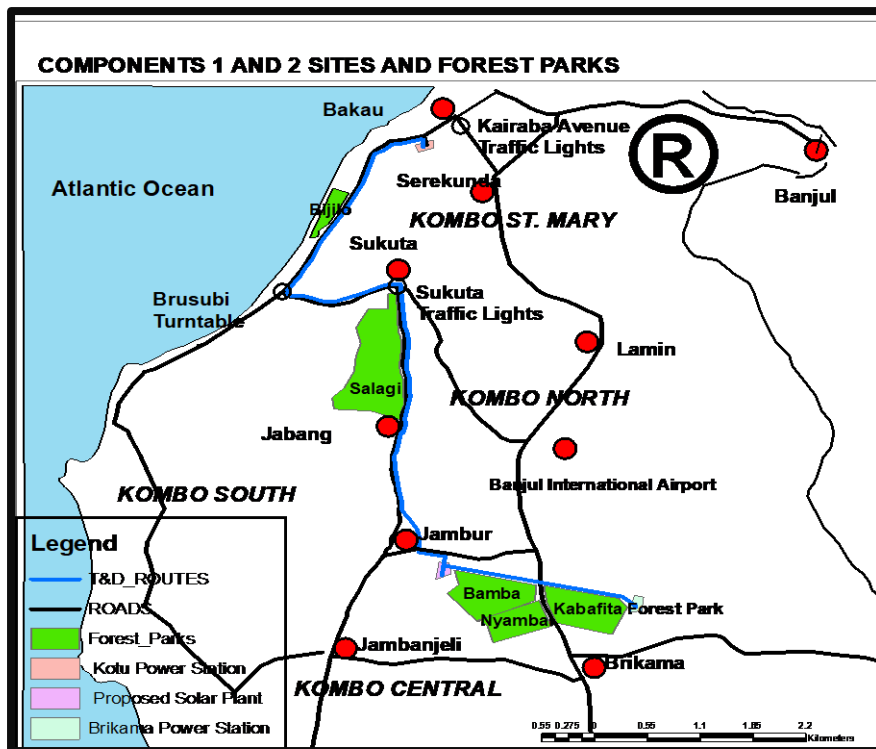 COMPONENTS 1 AND 2 SITES AND FOREST PARKS
Bakau
Kairaba Avenue
Traffic Lights
R
Atlantic Ocean
Serekunda
Banjul
Bijilo
KOMBO ST. MARY
Sukuta
Brusubi
Turntable
Sukuta
Traffic Lights
Lamin
Salagi
KOMBO NORTH
Jabang
Banjul International Airport
KOMBO SOUTH
Jambur
Bamba
Kabafita Forest Park
Nyambai
Jambanjeli
Brikama
KOMBO CENTRAL
Legend
T&D_ROUTES
ROADS
Forest_Parks
Kotu Power Station
Proposed Solar Plant
Brikama Power Station
0.55 0.275 0 0.55 1.1 1.65 2.2
Kilometers